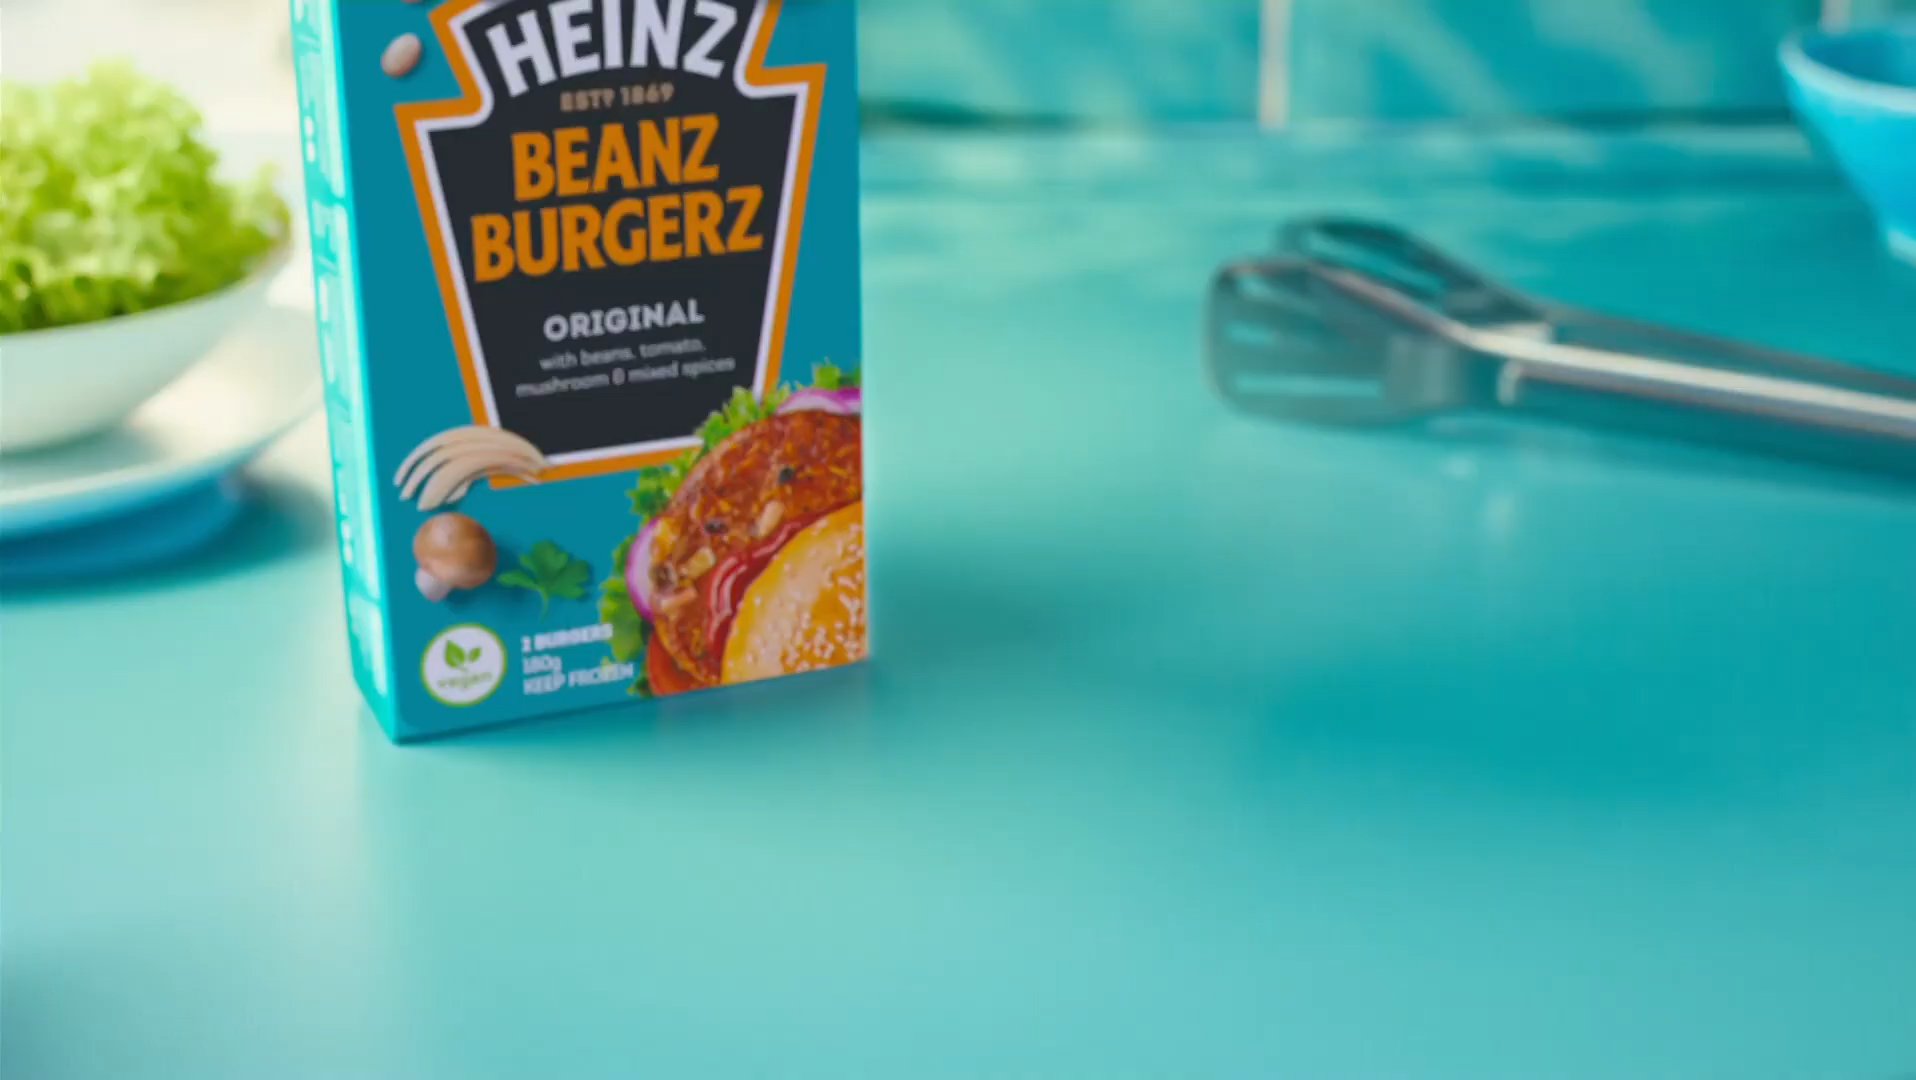 HEINZ
ESTD 1869
BEANZ
BURGERZ
ORIGINAL
with beans, tomato,
mushroom & mixed spices
vegan
2 BURGERS
180g
KEEP FROZEN